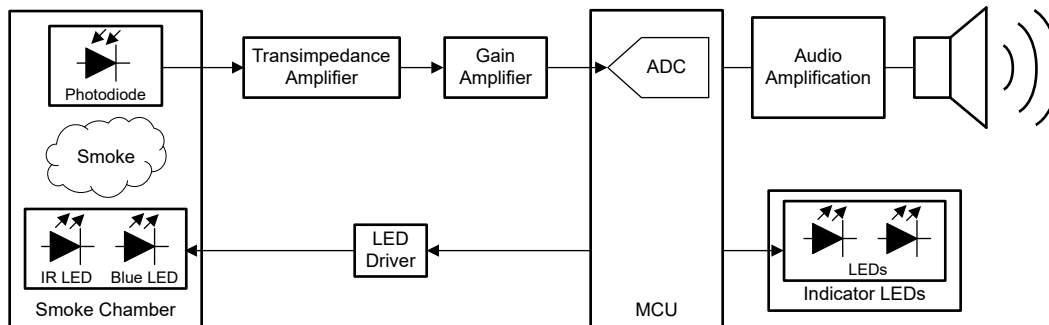 Photodiode
Smoke
IR LED
Blue LED
Smoke Chamber
Transimpedance
Amplifier
Gain
Amplifier
LED
Driver
ADC
MCU
Audio
Amplification
LEDs
Indicator LEDs